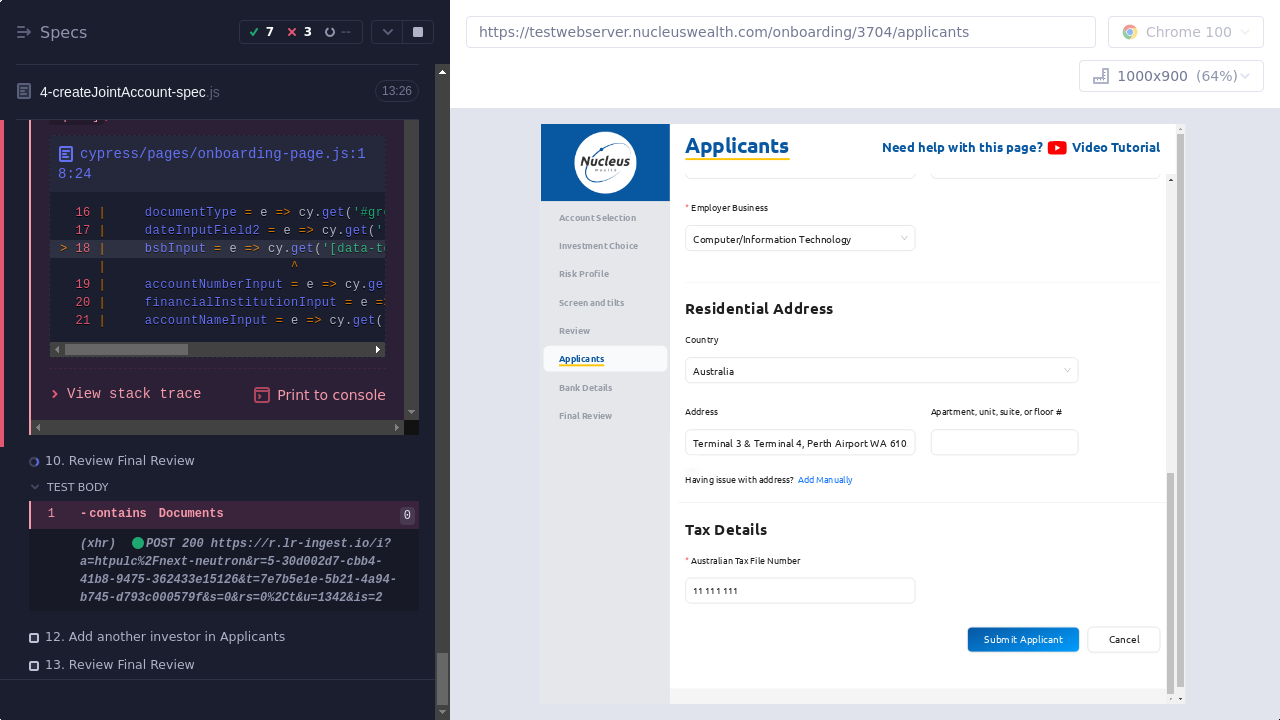 Specs
7
3
--
4-createJointAccount-spec.js
13:26
cypress/pages/onboarding-page.js:1
8:24
16 | documentType = e => cy.get('#gr
17 | dateInputField2 = e => cy.get('
> 18 | bsbInput = e => cy.get('[data-t
| ^
19 | accountNumberInput = e => cy.ge
20 | financialInstitutionInput = e =
21 | accountNameInput = e => cy.get(
View stack trace
Print to console
10. Review Final Review
TEST BODY
1 -contains Documents 0
(xhr) POST 200 https://r.lr-ingest.io/i?
a=htpulc%2Fnext-neutron&r=5-30d002d7-cbb4-
41b8-9475-362433e15126&t=7e7b5e1e-5b21-4a94-
b745-d793c000579f&s=0&rs=0%2Ct&u=1342&is=2
12. Add another investor in Applicants
13. Review Final Review
https://testwebserver.nucleuswealth.com/onboarding/3704/applicants
Chrome 100
1000x900 (64%)
Nucleus
Wealth
Account Selection
Investment Choice
Risk Profile
Screen and tilts
Review
Applicants
Bank Details
Final Review
Applicants
Need help with this page? Video Tutorial
* Employer Business
Computer/Information Technology
Residential Address
Country
Australia
Address
Apartment, unit, suite, or floor #
Terminal 3 & Terminal 4, Perth Airport WA 610
Having issue with address? Add Manually
Tax Details
* Australian Tax File Number
11 111 111
Submit Applicant
Cancel